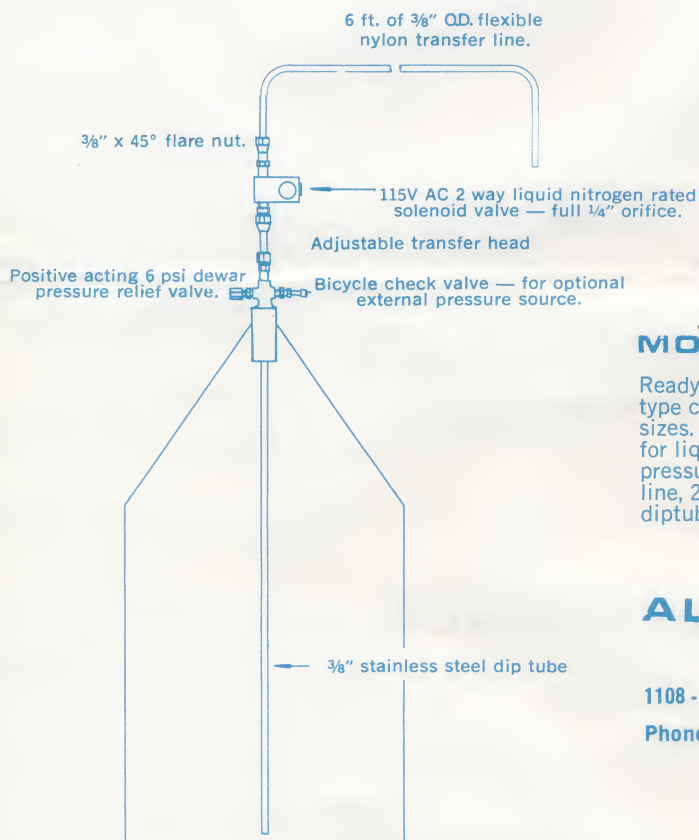 6 ft. of ⅜" O.D. flexible
nylon transfer line.
⅜" x 45° flare nut.
115V AC 2 way liquid nitrogen rated
solenoid valve — full ¼" orifice.
Adjustable transfer head
Positive acting 6 psi dewar
pressure relief valve.
Bicycle check valve — for optional
external pressure source.
MO
Ready
type c
sizes.
for liq
pressu
line, 2
diptub
⅜" stainless steel dip tube
AL
1108 -
Phone